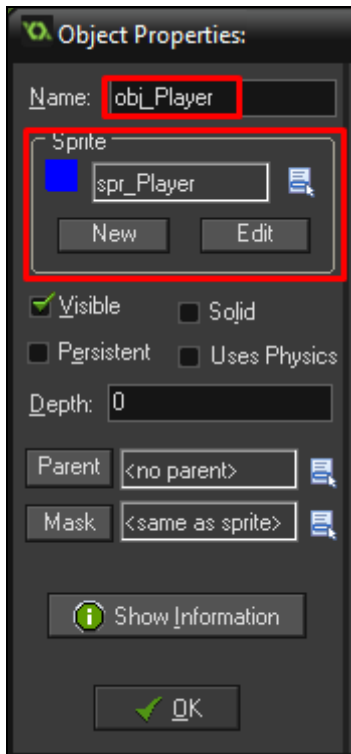 Object Properties:
Name: obj_Player
Sprite
spr_Player
New Edit
Visible Solid
Persistent Uses Physics
Depth: 0
Parent <no parent>
Mask <same as sprite>
Show Information
OK